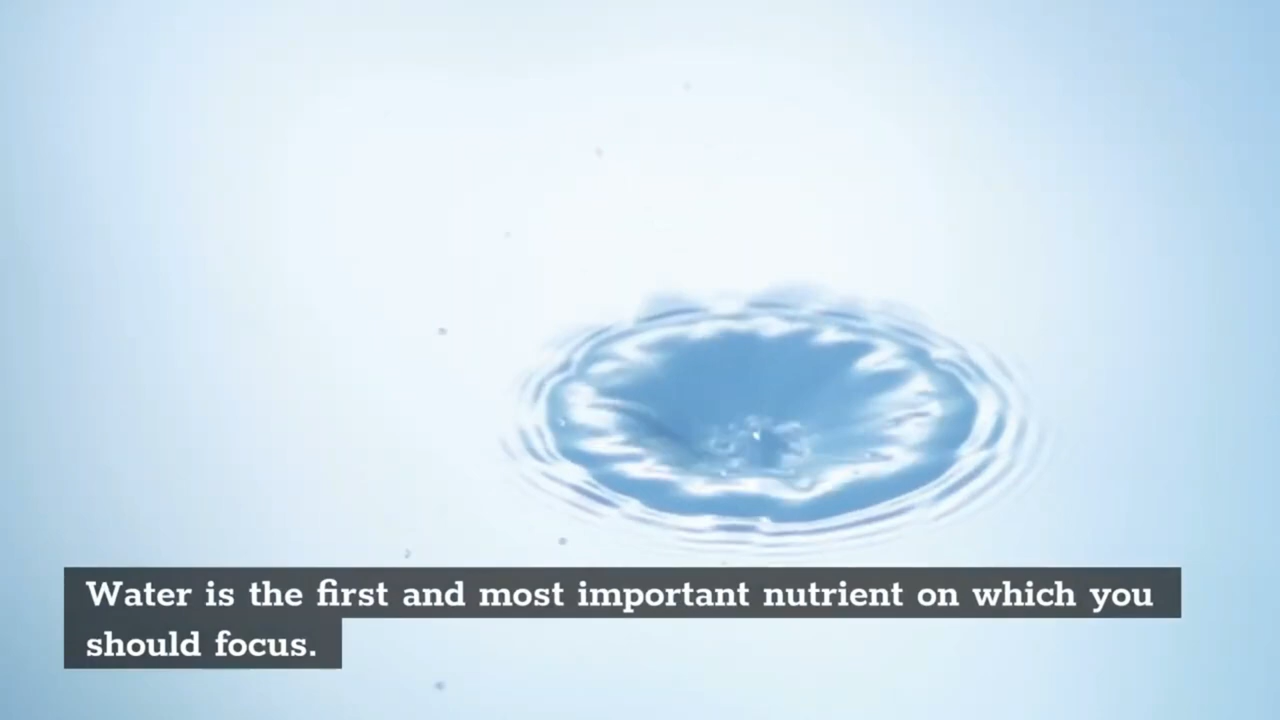 Water is the first and most important nutrient on which you
should focus.